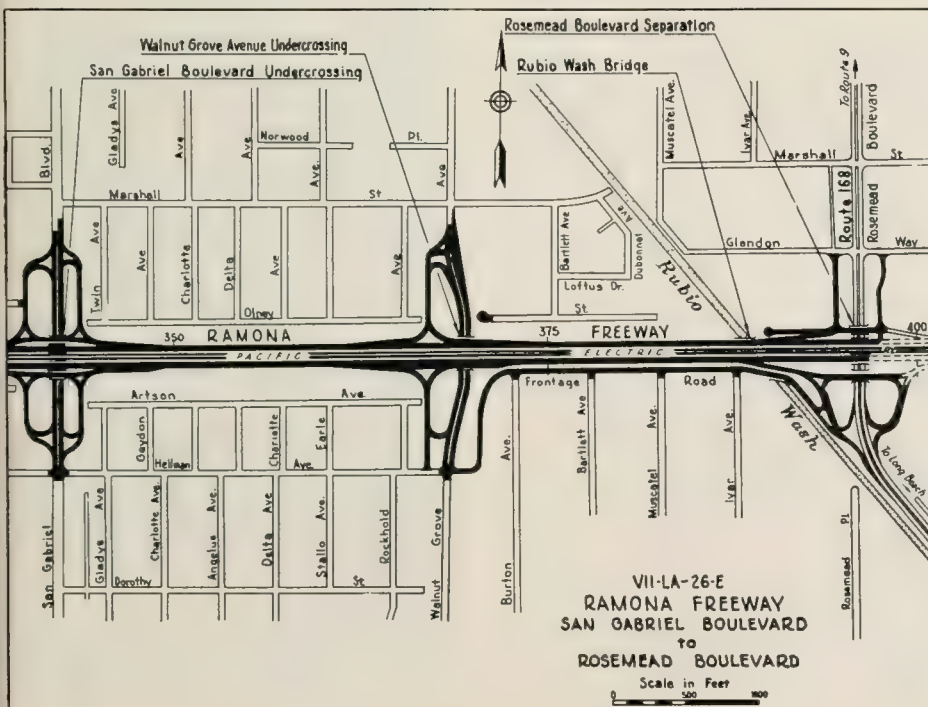 Rosemead Boulevard Separation
Walnut Grove Avenue Undercrossing
San Gabriel Boulevard Undercrossing
Rubio Wash Bridge
To Route 9
Blvd.
Gladys Ave
Ave
Ave
Norwood Pl.
Ave.
Ave
Muscatel Ave.
Ivar Ave.
Boulevard
Marshall St
Marshall St
Route 168
Rosemead
Twin Ave
Ave
Charlotte Ave
Delta
Ave
Ave.
Bartlett Ave
Dubonnet Ave
Loftus Dr.
Rubio
Glendon Way
Olney St
350
RAMONA
375
FREEWAY
400
PACIFIC
ELECTRIC
Frontage Road
Artson Ave.
Gaydon
Charlotte
Earle
Hellman Ave.
Burton Ave.
Bartlett Ave
Muscatel Ave.
Ivar Ave.
Wash
To Long Beach
San Gabriel
Gladys Ave
Charlotte Ave.
Angelus Ave.
Delta Ave
Stallo Ave.
Rockhold
Walnut Grove
Dorothy St
Rosemead Pl.
VII-LA-26-E
RAMONA FREEWAY
SAN GABRIEL BOULEVARD
to
ROSEMEAD BOULEVARD
Scale in Feet
0 500 1000